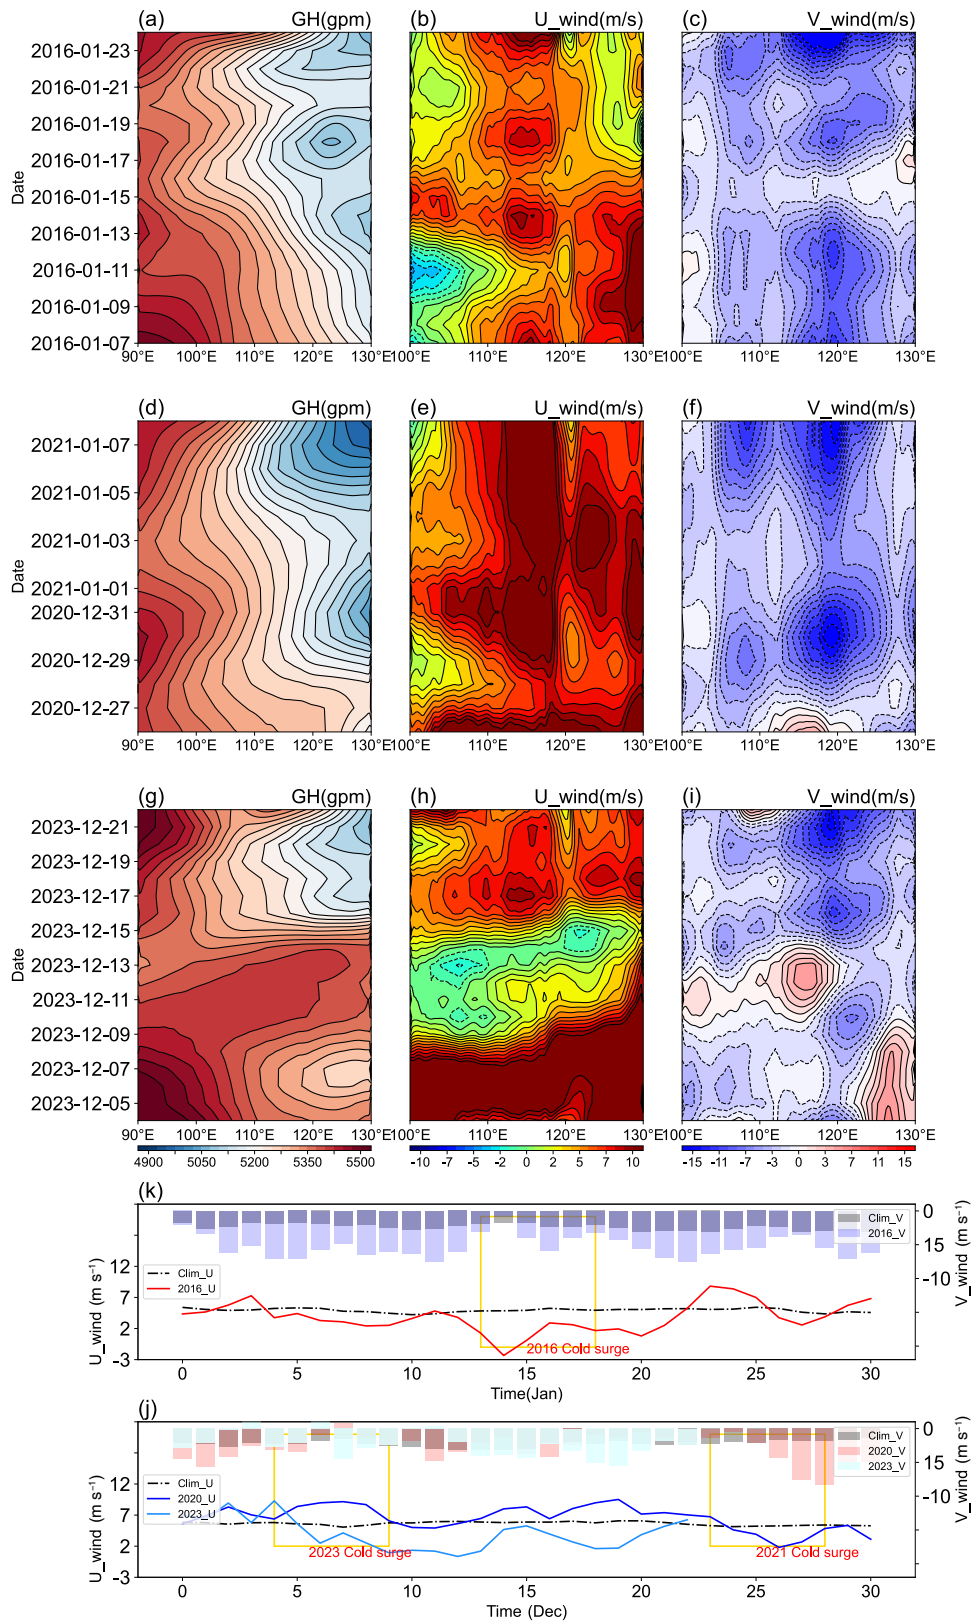 (a) GH(gpm) (b) U_wind(m/s) (c) V_wind(m/s)
2016-01-23
2016-01-21
2016-01-19
2016-01-17
2016-01-15
2016-01-13
2016-01-11
2016-01-09
2016-01-07
Date
90°E 100°E 110°E 120°E 130°E
100°E 110°E 120°E 130°E
100°E 110°E 120°E 130°E
(d) GH(gpm) (e) U_wind(m/s) (f) V_wind(m/s)
2021-01-07
2021-01-05
2021-01-03
2021-01-01
2020-12-31
2020-12-29
2020-12-27
Date
90°E 100°E 110°E 120°E 130°E
100°E 110°E 120°E 130°E
100°E 110°E 120°E 130°E
(g) GH(gpm) (h) U_wind(m/s) (i) V_wind(m/s)
2023-12-21
2023-12-19
2023-12-17
2023-12-15
2023-12-13
2023-12-11
2023-12-09
2023-12-07
2023-12-05
Date
90°E 100°E 110°E 120°E 130°E
100°E 110°E 120°E 130°E
100°E 110°E 120°E 130°E
4900 5050 5200 5350 5500
-10 -7 -5 -2 0 2 5 7 10
-15 -11 -7 -3 0 3 7 11 15
(k)
Clim_V
2016_V
Clim_U
2016_U
12
7
2
-3
U_wind (m s⁻¹)
0
15
-10
V_wind (m s⁻¹)
2016 Cold surge
0 5 10 15 20 25 30
Time(Jan)
(j)
Clim_V
2020_V
2023_V
Clim_U
2020_U
2023_U
12
7
2
-3
U_wind (m s⁻¹)
0
15
-10
V_wind (m s⁻¹)
2023 Cold surge
2021 Cold surge
0 5 10 15 20 25 30
Time (Dec)